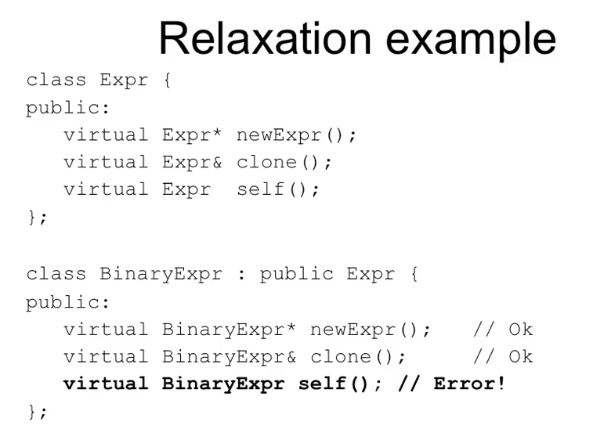 Relaxation example
class Expr {
public:
   virtual Expr* newExpr();
   virtual Expr& clone();
   virtual Expr  self();
};

class BinaryExpr : public Expr {
public:
   virtual BinaryExpr* newExpr();   // Ok
   virtual BinaryExpr& clone();     // Ok
   virtual BinaryExpr self(); // Error!
};